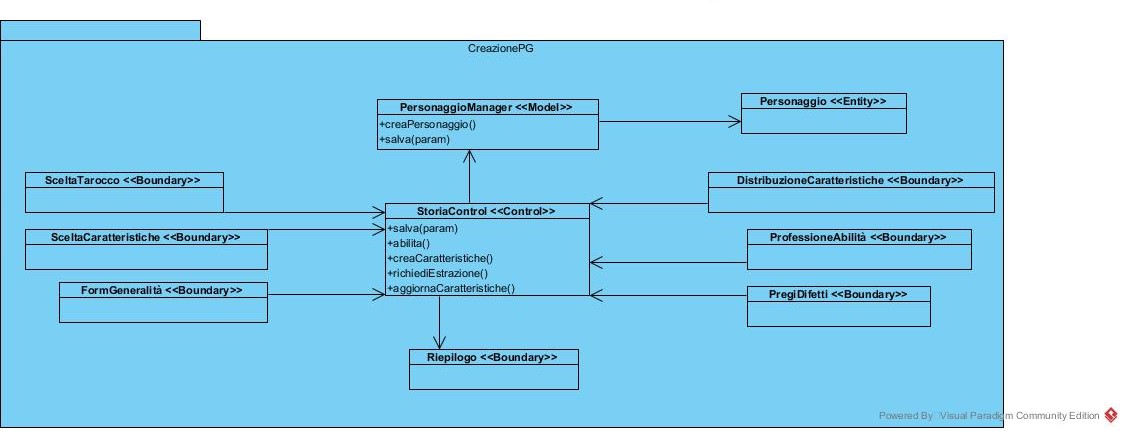 CreazionePG
PersonaggioManager <<Model>>
+creaPersonaggio()
+salva(param)
Personaggio <<Entity>>
SceltaTarocco <<Boundary>>
DistribuzioneCaratteristiche <<Boundary>>
StoriaControl <<Control>>
+salva(param)
+abilita()
+creaCaratteristiche()
+richiediEstrazione()
+aggiornaCaratteristiche()
SceltaCaratteristiche <<Boundary>>
ProfessioneAbilità <<Boundary>>
FormGeneralità <<Boundary>>
PregiDifetti <<Boundary>>
Riepilogo <<Boundary>>
Powered By Visual Paradigm Community Edition